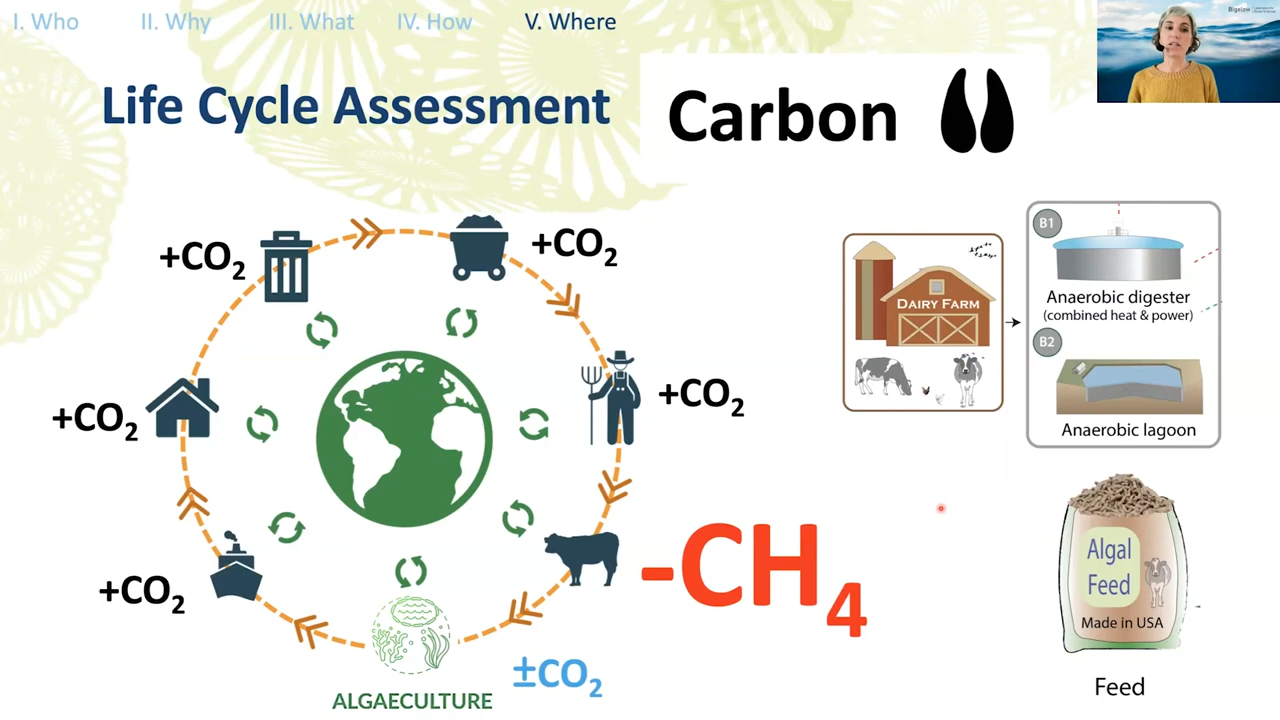 I. Who II. Why III. What IV. How V. Where
Bigelow
Life Cycle Assessment
Carbon
+CO2
+CO2
+CO2
+CO2
+CO2
-CH4
±CO2
ALGAECULTURE
DAIRY FARM
B1
Anaerobic digester
(combined heat & power)
B2
Anaerobic lagoon
Algal
Feed
Made in USA
Feed